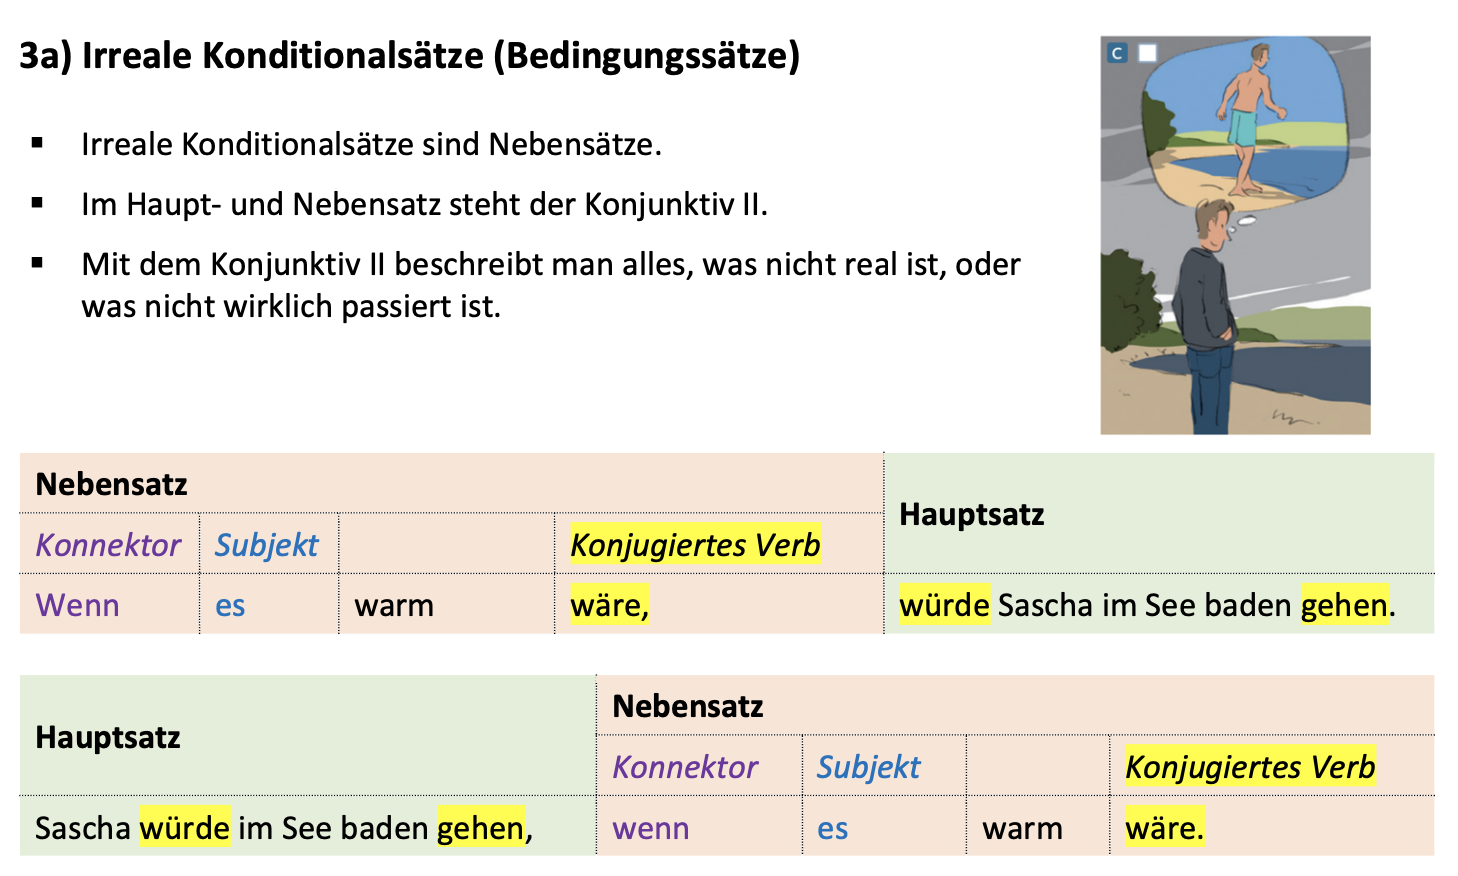 3a) Irreale Konditionalsätze (Bedingungssätze)
C
▪ Irreale Konditionalsätze sind Nebensätze.
▪ Im Haupt- und Nebensatz steht der Konjunktiv II.
▪ Mit dem Konjunktiv II beschreibt man alles, was nicht real ist, oder
was nicht wirklich passiert ist.
Nebensatz
Hauptsatz
Konnektor Subjekt Konjugiertes Verb
Wenn es warm wäre, würde Sascha im See baden gehen.
Hauptsatz
Nebensatz
Konnektor Subjekt Konjugiertes Verb
Sascha würde im See baden gehen, wenn es warm wäre.